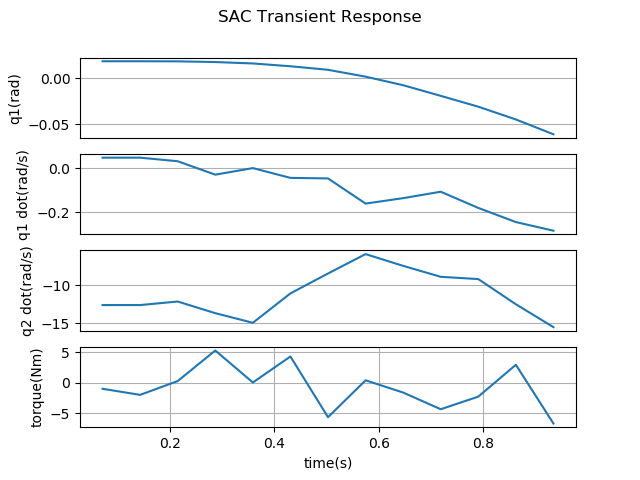 SAC Transient Response
q1(rad)
0.00
−0.05
q1 dot(rad/s)
0.0
−0.2
q2 dot(rad/s)
−10
−15
torque(Nm)
5
0
−5
0.2 0.4 0.6 0.8
time(s)